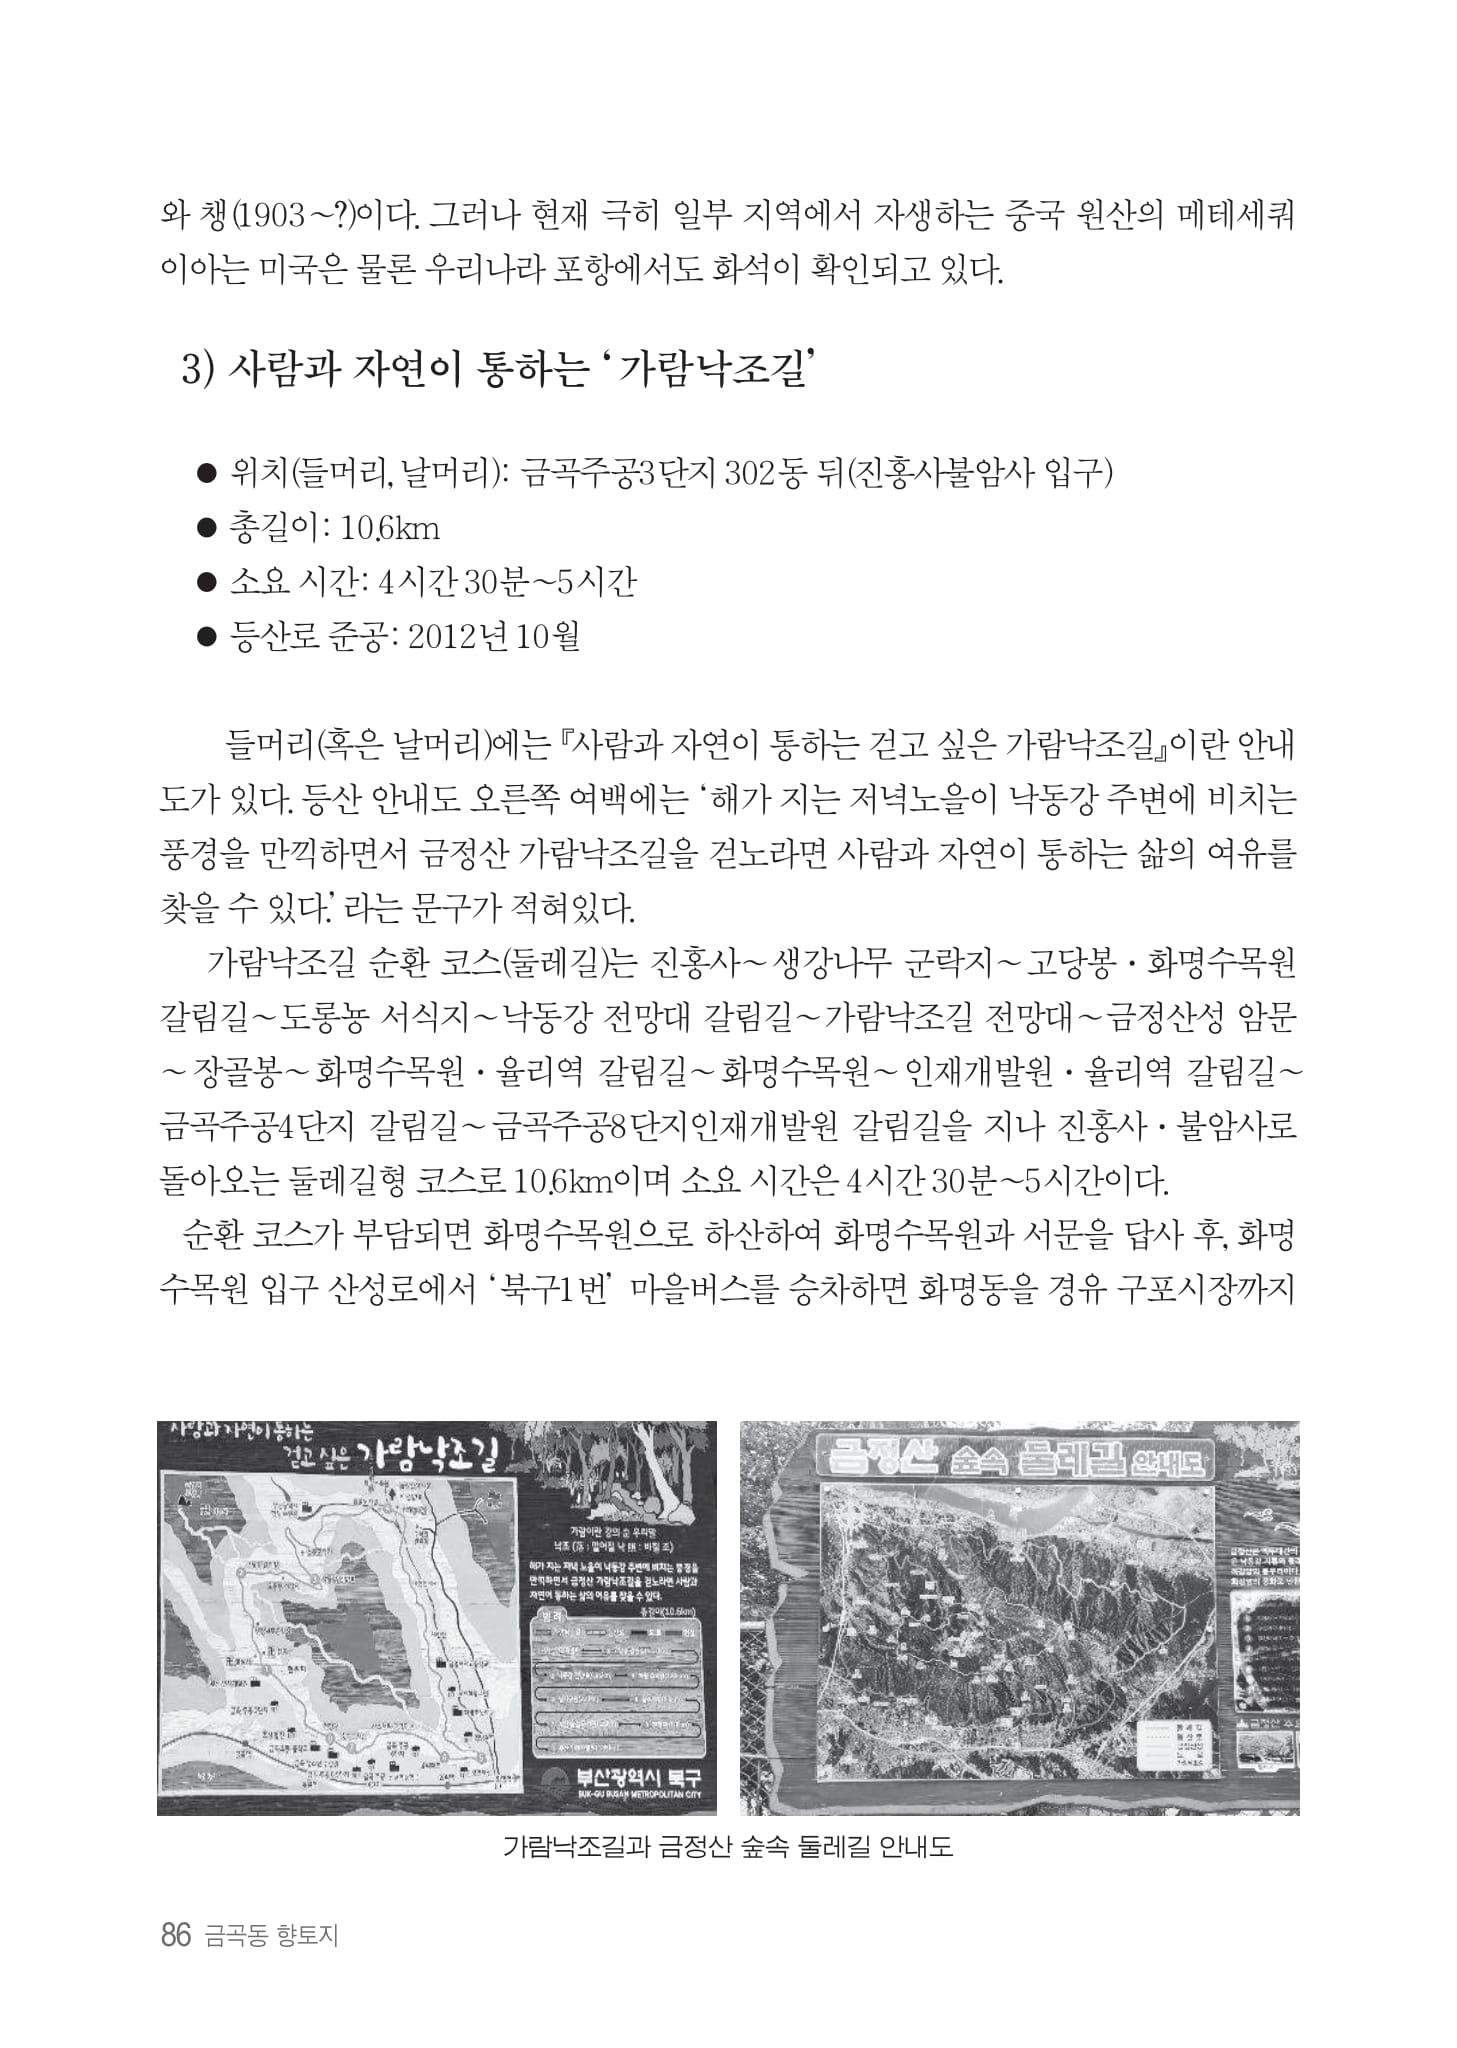 와 챙(1903~?)이다. 그러나 현재 극히 일부 지역에서 자생하는 중국 원산의 메테세쿼
이아는 미국은 물론 우리나라 포항에서도 화석이 확인되고 있다.
3) 사람과 자연이 통하는 ‘가람낙조길’
● 위치(들머리, 날머리): 금곡주공3단지 302동 뒤(진홍사불암사 입구)
● 총길이: 10.6km
● 소요 시간: 4시간 30분~5시간
● 등산로 준공: 2012년 10월
들머리(혹은 날머리)에는『사람과 자연이 통하는 걷고 싶은 가람낙조길』이란 안내
도가 있다. 등산 안내도 오른쪽 여백에는 ‘해가 지는 저녁노을이 낙동강 주변에 비치는
풍경을 만끽하면서 금정산 가람낙조길을 걷노라면 사람과 자연이 통하는 삶의 여유를
찾을 수 있다.’ 라는 문구가 적혀있다.
가람낙조길 순환 코스(둘레길)는 진홍사~생강나무 군락지~고당봉·화명수목원
갈림길~도롱뇽 서식지~낙동강 전망대 갈림길~가람낙조길 전망대~금정산성 암문
~장골봉~화명수목원·율리역 갈림길~화명수목원~인재개발원·율리역 갈림길~
금곡주공4단지 갈림길~금곡주공8단지인재개발원 갈림길을 지나 진홍사·불암사로
돌아오는 둘레길형 코스로 10.6km이며 소요 시간은 4시간 30분~5시간이다.
순환 코스가 부담되면 화명수목원으로 하산하여 화명수목원과 서문을 답사 후, 화명
수목원 입구 산성로에서 ‘북구1번’ 마을버스를 승차하면 화명동을 경유 구포시장까지
사람과 자연이 통하는
걷고 싶은 가람낙조길
가람이란 강의 순 우리말
낙조 (落 : 떨어질 낙 照 : 비칠 조)
해가 지는 저녁 노을이 낙동강 주변에 비치는 풍경을
만끽하면서 금정산 가람낙조길을 걷노라면 사람과
자연이 통하는 삶의 여유를 찾을 수 있다.
총길이(10.6km)
범례
부산광역시 북구
BUK-GU BUSAN METROPOLITAN CITY
금정산 숲속 둘레길 안내도
가람낙조길과 금정산 숲속 둘레길 안내도
86 금곡동 향토지